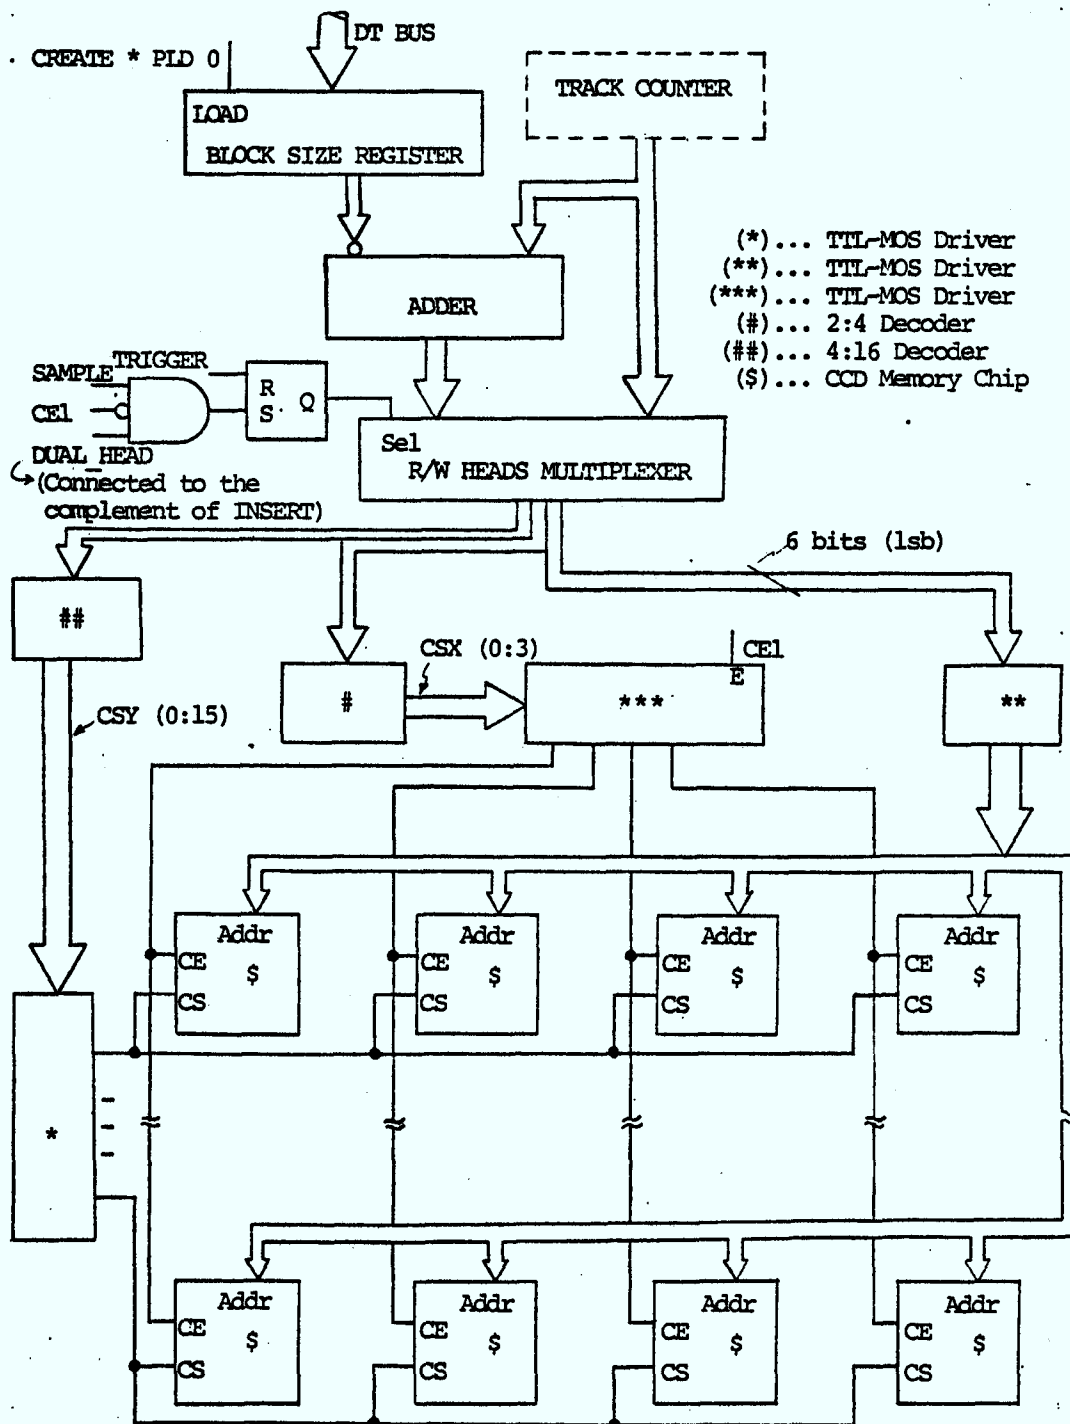 DT BUS
CREATE * PLD 0
TRACK COUNTER
LOAD
BLOCK SIZE REGISTER
(*)... TTL-MOS Driver
(**)... TTL-MOS Driver
(***)... TTL-MOS Driver
(#)... 2:4 Decoder
(##)... 4:16 Decoder
($)... CCD Memory Chip
ADDER
TRIGGER
SAMPLE
R
Q
S
CE1
DUAL_HEAD
(Connected to the
complement of INSERT)
Sel
R/W HEADS MULTIPLEXER
6 bits (lsb)
##
CSX (0:3)
CE1
E
#
***
**
CSY (0:15)
Addr
CE
$
CS
Addr
CE
$
CS
Addr
CE
$
CS
Addr
CE
$
CS
*
Addr
CE
$
CS
Addr
CE
$
CS
Addr
CE
$
CS
Addr
CE
$
CS